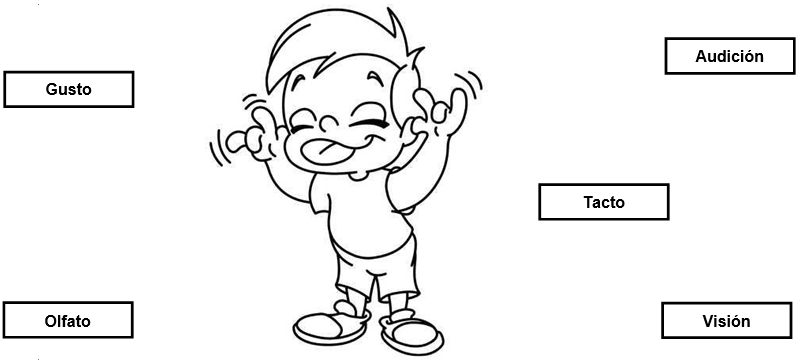 Audición
Gusto
Tacto
Olfato
Visión